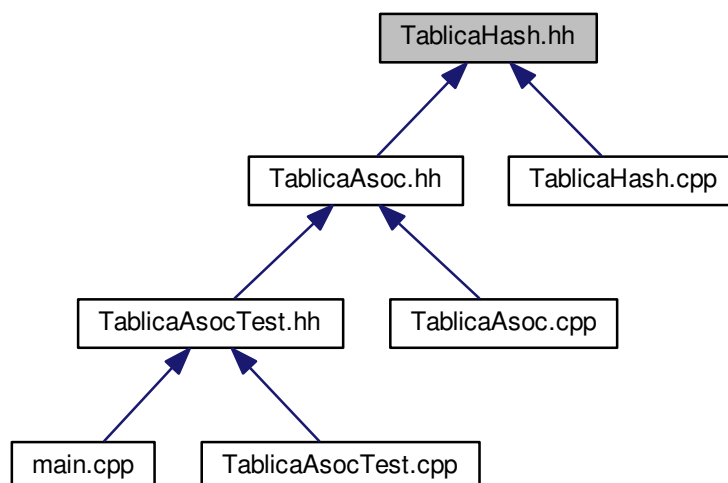 TablicaHash.hh
TablicaAsoc.hh
TablicaHash.cpp
TablicaAsocTest.hh
TablicaAsoc.cpp
main.cpp
TablicaAsocTest.cpp